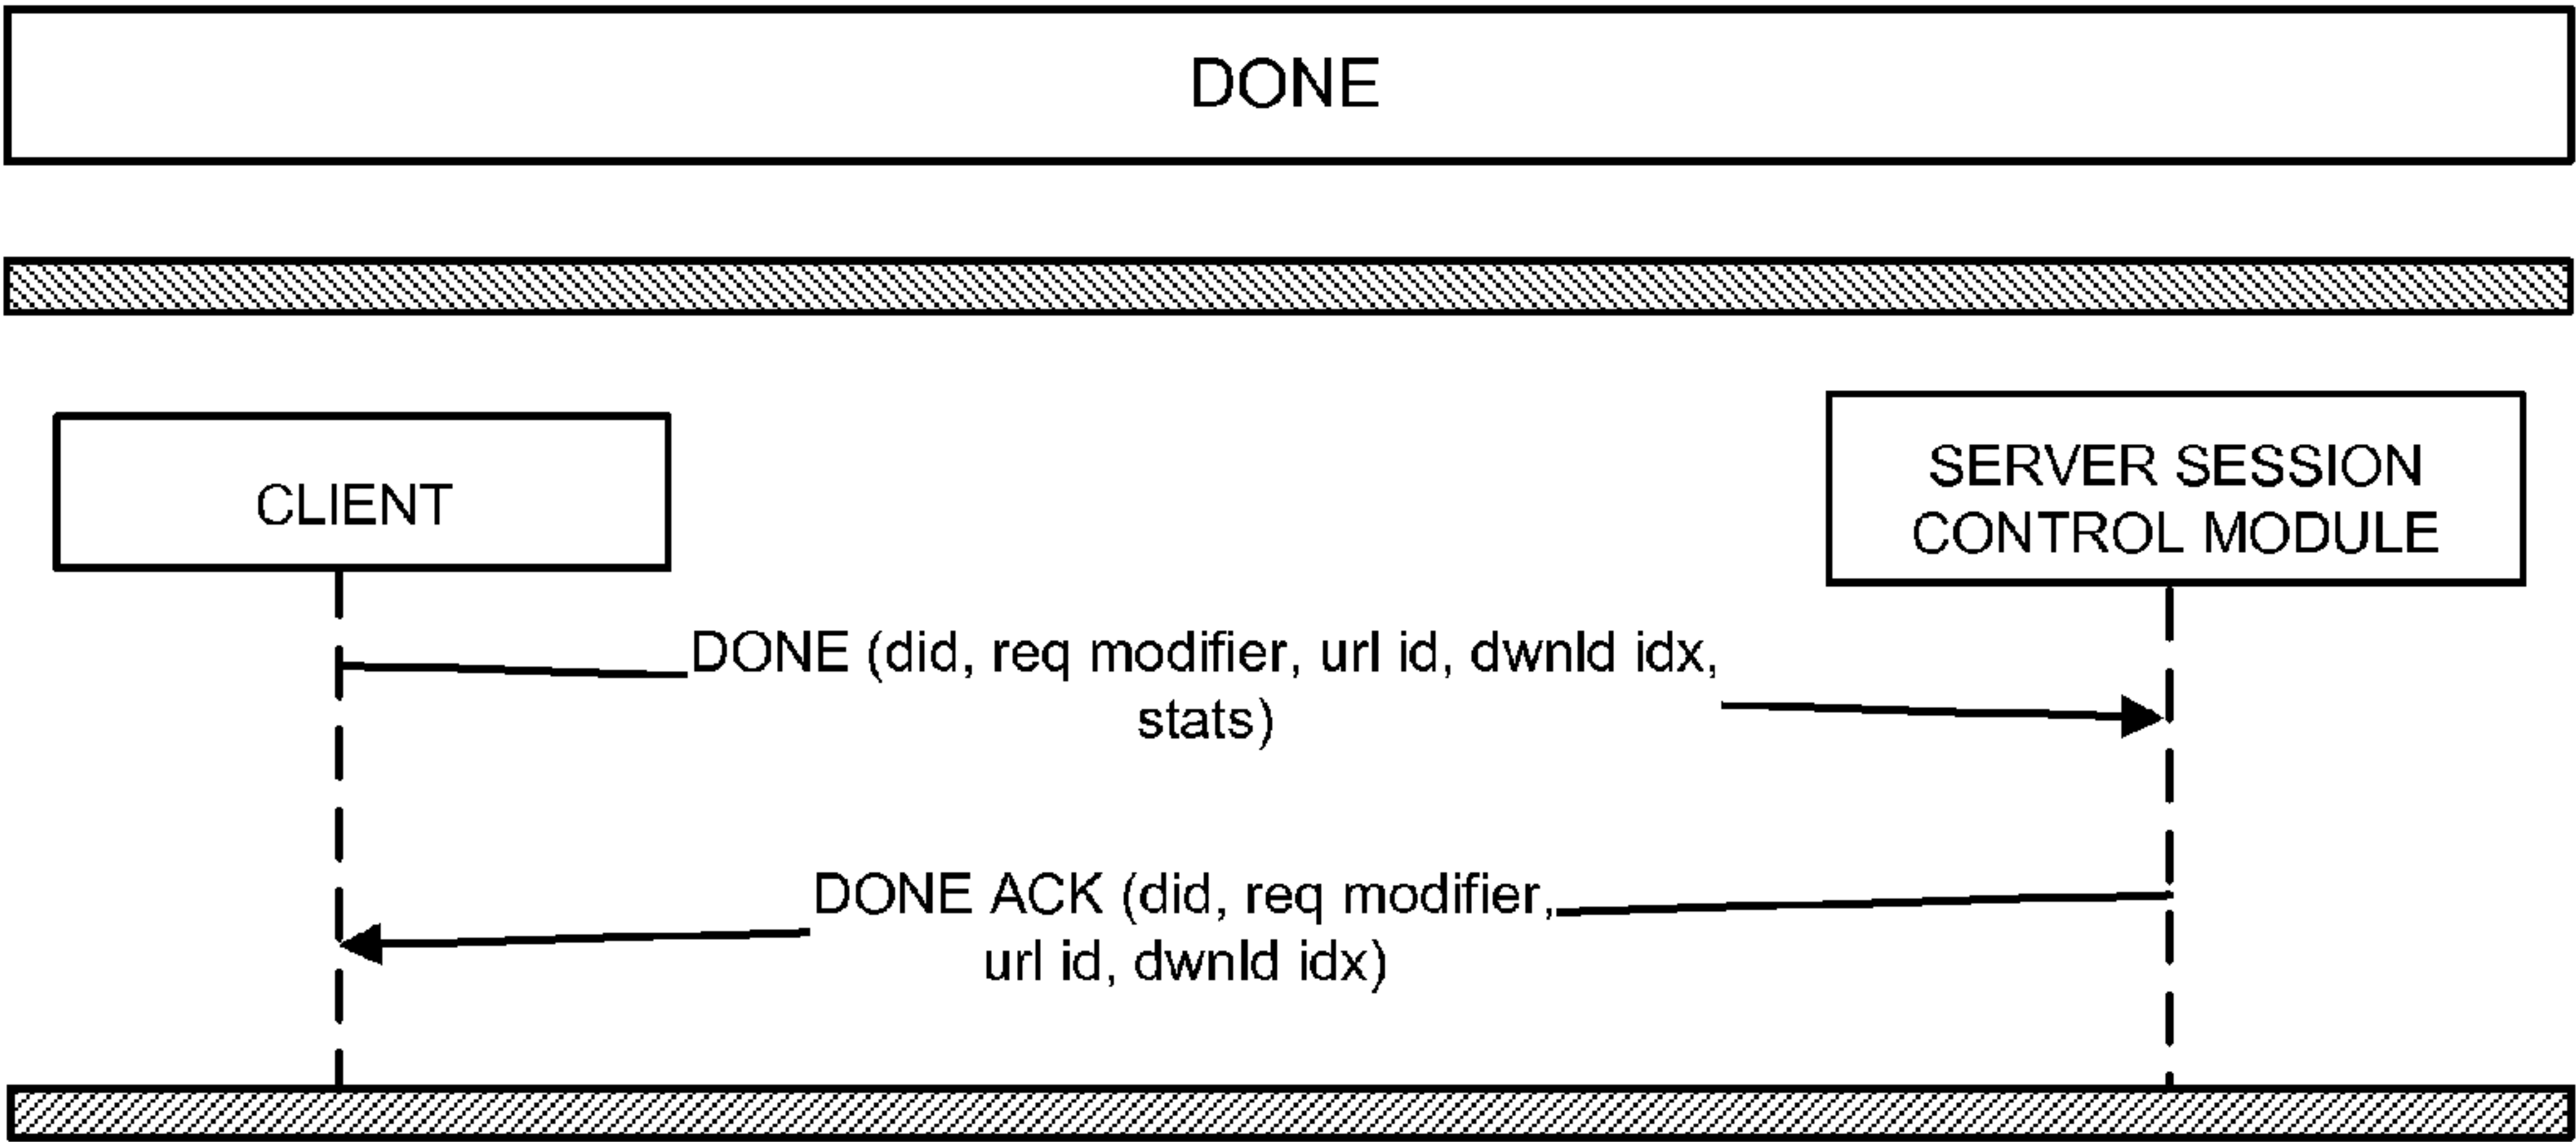 DONE
CLIENT
SERVER SESSION
CONTROL MODULE
DONE (did, req modifier, url id, dwnld idx,
stats)
DONE ACK (did, req modifier,
url id, dwnld idx)